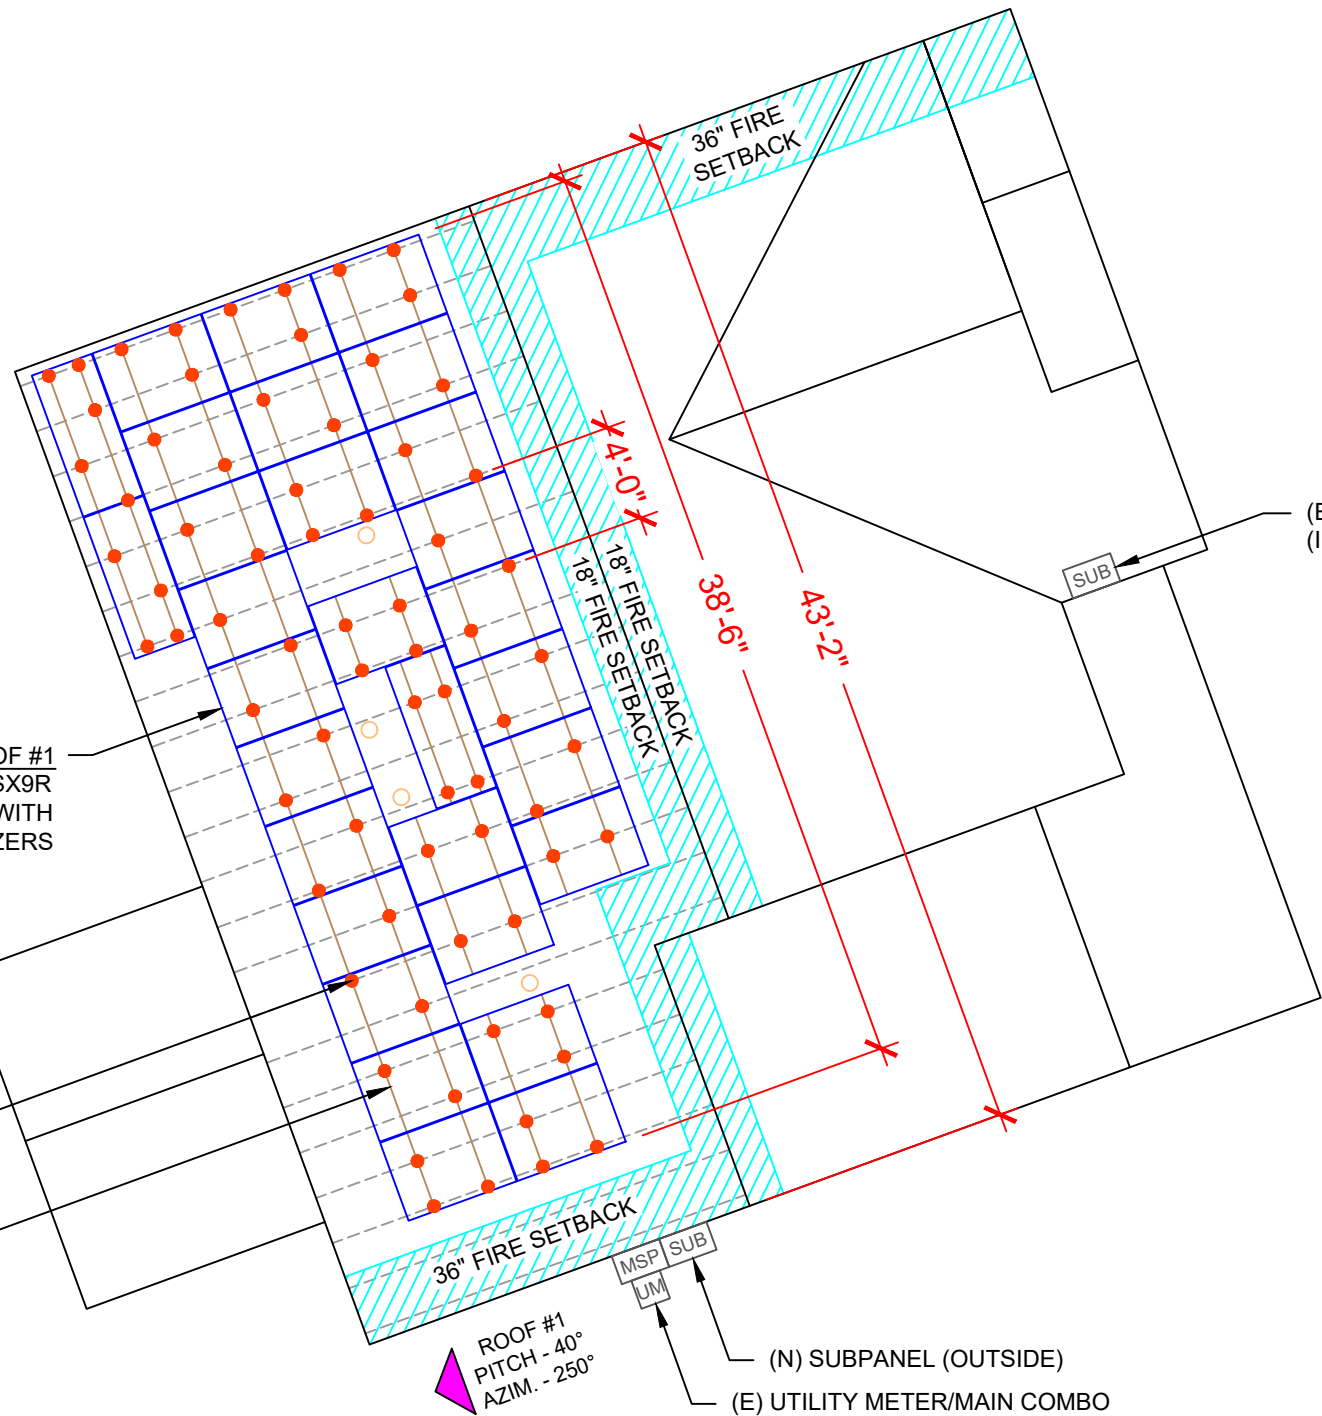 36" FIRE
SETBACK
4'-0"
18" FIRE SETBACK
18" FIRE SETBACK
38'-6"
43'-2"
SUB
(E
(I
OF #1
SX9R
WITH
ZERS
36" FIRE SETBACK
MSP
SUB
UM
ROOF #1
PITCH - 40°
AZIM. - 250°
(N) SUBPANEL (OUTSIDE)
(E) UTILITY METER/MAIN COMBO